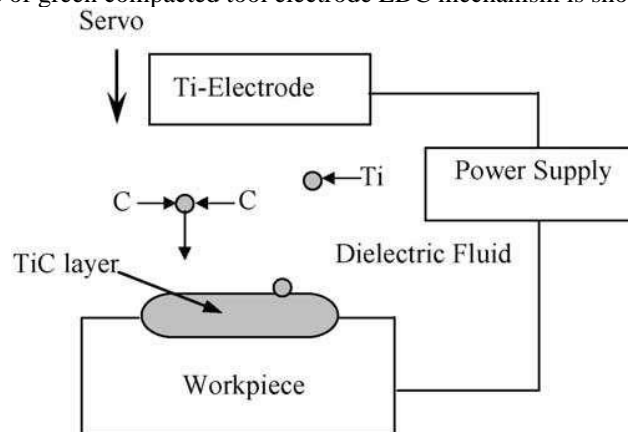 of green compacted tool electrode EDC mechanism is sho
Servo
Ti-Electrode
Power Supply
Ti
C
C
Dielectric Fluid
TiC layer
Workpiece